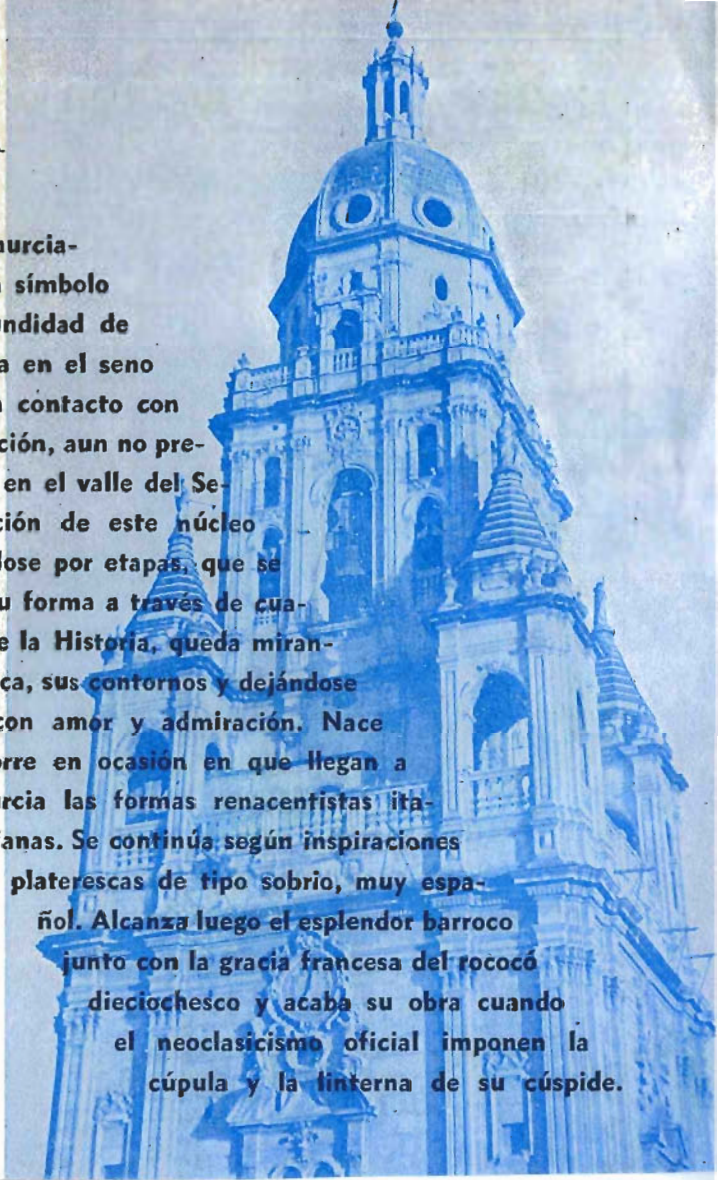 murcia-
símbolo
ndidad de
a en el seno
contacto con
ción, aun no pre-
en el valle del Se-
ción de este núcleo
dose por etapas, que se
u forma a través de cua-
e la Historia, queda miran-
ca, sus contornos y dejándose
con amor y admiración. Nace
orre en ocasión en que llegan a
rcia las formas renacentistas ita-
anas. Se continúa según inspiraciones
platerescas de tipo sobrio, muy espa-
ñol. Alcanza luego el esplendor barroco
junto con la gracia francesa del rococó
dieciochesco y acaba su obra cuando
el neoclasicismo oficial imponen la
cúpula y la linterna de su cúspide.